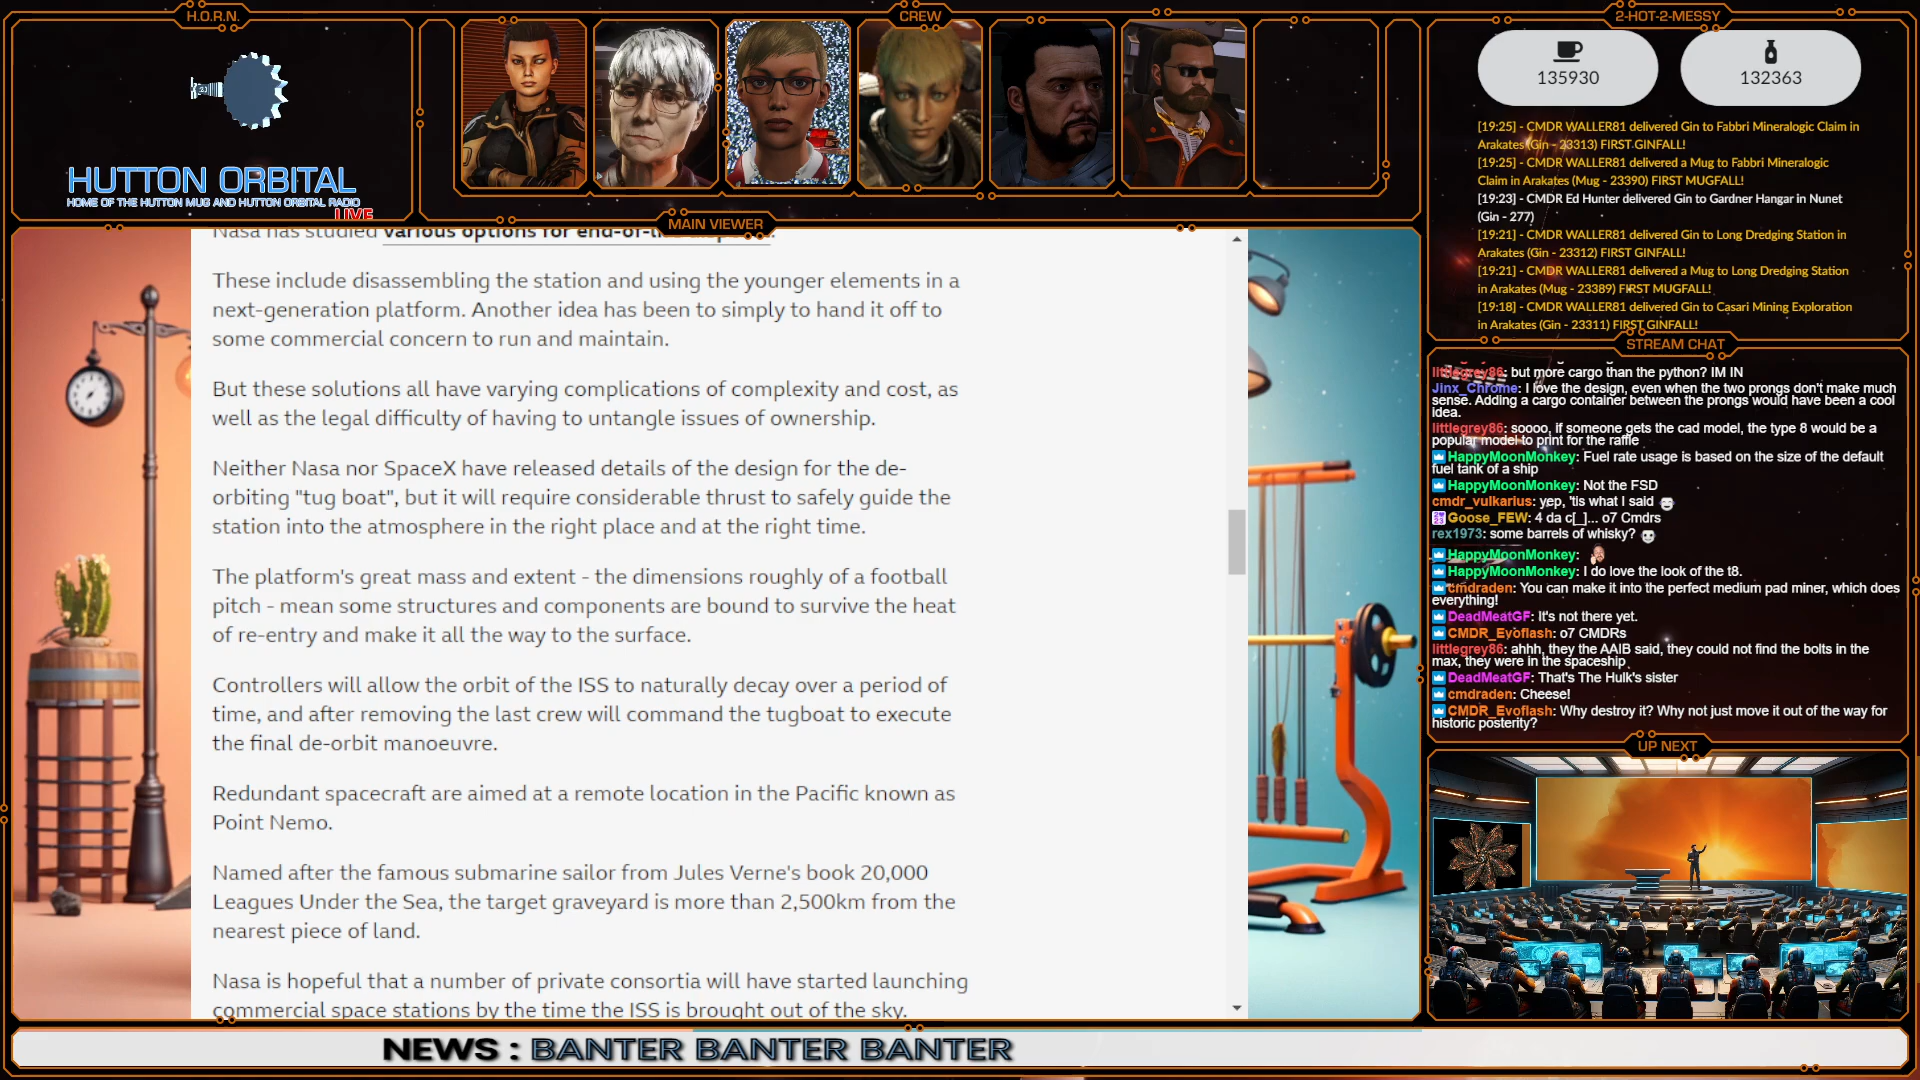 H.O.R.N.
CREW
2-HOT-2-MESSY
HUTTON ORBITAL
HOME OF THE HUTTON MUG AND HUTTON ORBITAL RADIO
LIVE
135930
132363
[19:25] - CMDR WALLER81 delivered Gin to Fabbri Mineralogic Claim in
Arakates (Gin - 23313) FIRST GINFALL!
[19:25] - CMDR WALLER81 delivered a Mug to Fabbri Mineralogic
Claim in Arakates (Mug - 23390) FIRST MUGFALL!
[19:23] - CMDR Ed Hunter delivered Gin to Gardner Hangar in Nunet
(Gin - 277)
[19:21] - CMDR WALLER81 delivered Gin to Long Dredging Station in
Arakates (Gin - 23312) FIRST GINFALL!
[19:21] - CMDR WALLER81 delivered a Mug to Long Dredging Station
in Arakates (Mug - 23389) FIRST MUGFALL!
[19:18] - CMDR WALLER81 delivered Gin to Casari Mining Exploration
in Arakates (Gin - 23311) FIRST GINFALL!
MAIN VIEWER
Nasa has studied various options for end-of-life
These include disassembling the station and using the younger elements in a
next-generation platform. Another idea has been to simply to hand it off to
some commercial concern to run and maintain.
But these solutions all have varying complications of complexity and cost, as
well as the legal difficulty of having to untangle issues of ownership.
Neither Nasa nor SpaceX have released details of the design for the de-
orbiting "tug boat", but it will require considerable thrust to safely guide the
station into the atmosphere in the right place and at the right time.
The platform's great mass and extent - the dimensions roughly of a football
pitch - mean some structures and components are bound to survive the heat
of re-entry and make it all the way to the surface.
Controllers will allow the orbit of the ISS to naturally decay over a period of
time, and after removing the last crew will command the tugboat to execute
the final de-orbit manoeuvre.
Redundant spacecraft are aimed at a remote location in the Pacific known as
Point Nemo.
Named after the famous submarine sailor from Jules Verne's book 20,000
Leagues Under the Sea, the target graveyard is more than 2,500km from the
nearest piece of land.
Nasa is hopeful that a number of private consortia will have started launching
commercial space stations by the time the ISS is brought out of the sky.
STREAM CHAT
littlegrey86: but more cargo than the python? IM IN
Jinx_Chrome: I love the design, even when the two prongs don't make much
sense. Adding a cargo container between the prongs would have been a cool
idea.
littlegrey86: soooo, if someone gets the cad model, the type 8 would be a
popular model to print for the raffle
HappyMoonMonkey: Fuel rate usage is based on the size of the default
fuel tank of a ship
HappyMoonMonkey: Not the FSD
cmdr_vulkarius: yep, 'tis what I said
Goose_FEW: 4 da c[_]... o7 Cmdrs
rex1973: some barrels of whisky?
HappyMoonMonkey:
HappyMoonMonkey: I do love the look of the t8.
cmdraden: You can make it into the perfect medium pad miner, which does
everything!
DeadMeatGF: It's not there yet.
CMDR_Evoflash: o7 CMDRs
littlegrey86: ahhh, they the AAIB said, they could not find the bolts in the
max, they were in the spaceship
DeadMeatGF: That's The Hulk's sister
cmdraden: Cheese!
CMDR_Evoflash: Why destroy it? Why not just move it out of the way for
historic posterity?
UP NEXT
NEWS : BANTER BANTER BANTER